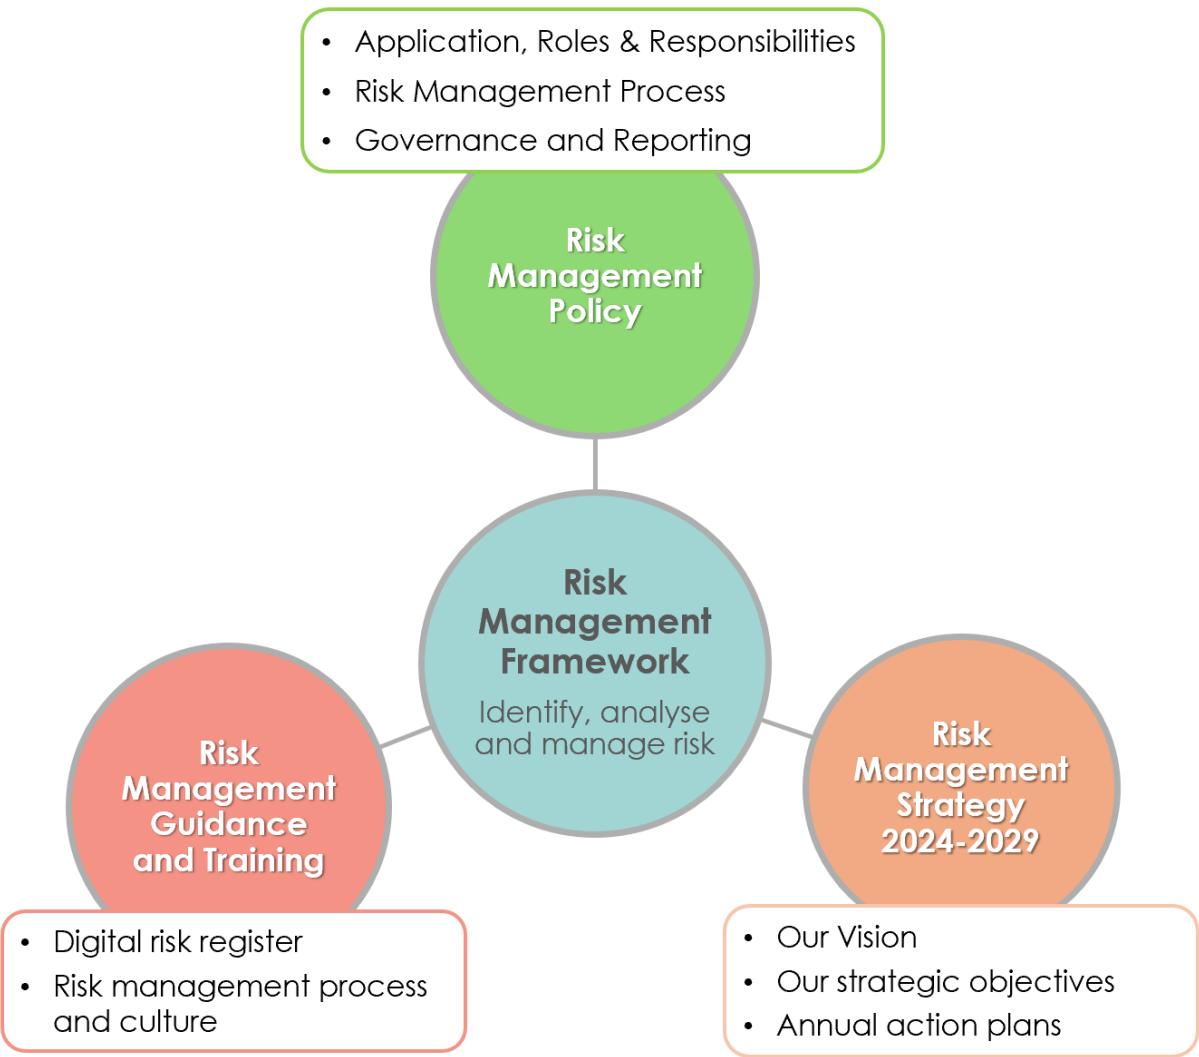 • Application, Roles & Responsibilities
• Risk Management Process
• Governance and Reporting
Risk
Management
Policy
Risk
Management
Framework
Identify, analyse
and manage risk
Risk
Management
Guidance
and Training
• Digital risk register
• Risk management process
and culture
Risk
Management
Strategy
2024-2029
• Our Vision
• Our strategic objectives
• Annual action plans